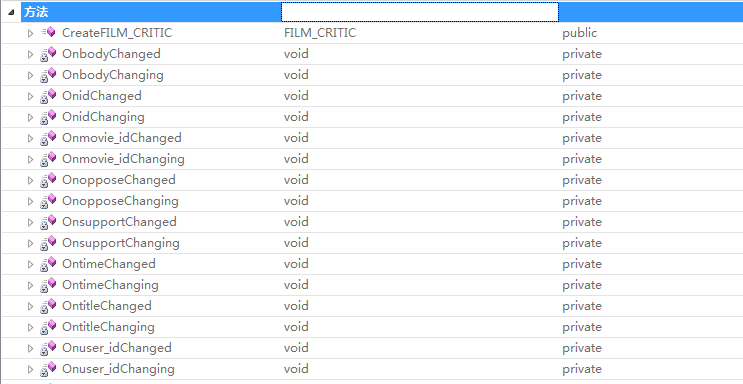 方法
CreateFILM_CRITIC FILM_CRITIC public
OnbodyChanged void private
OnbodyChanging void private
OnidChanged void private
OnidChanging void private
Onmovie_idChanged void private
Onmovie_idChanging void private
OnopposeChanged void private
OnopposeChanging void private
OnsupportChanged void private
OnsupportChanging void private
OntimeChanged void private
OntimeChanging void private
OntitleChanged void private
OntitleChanging void private
Onuser_idChanged void private
Onuser_idChanging void private